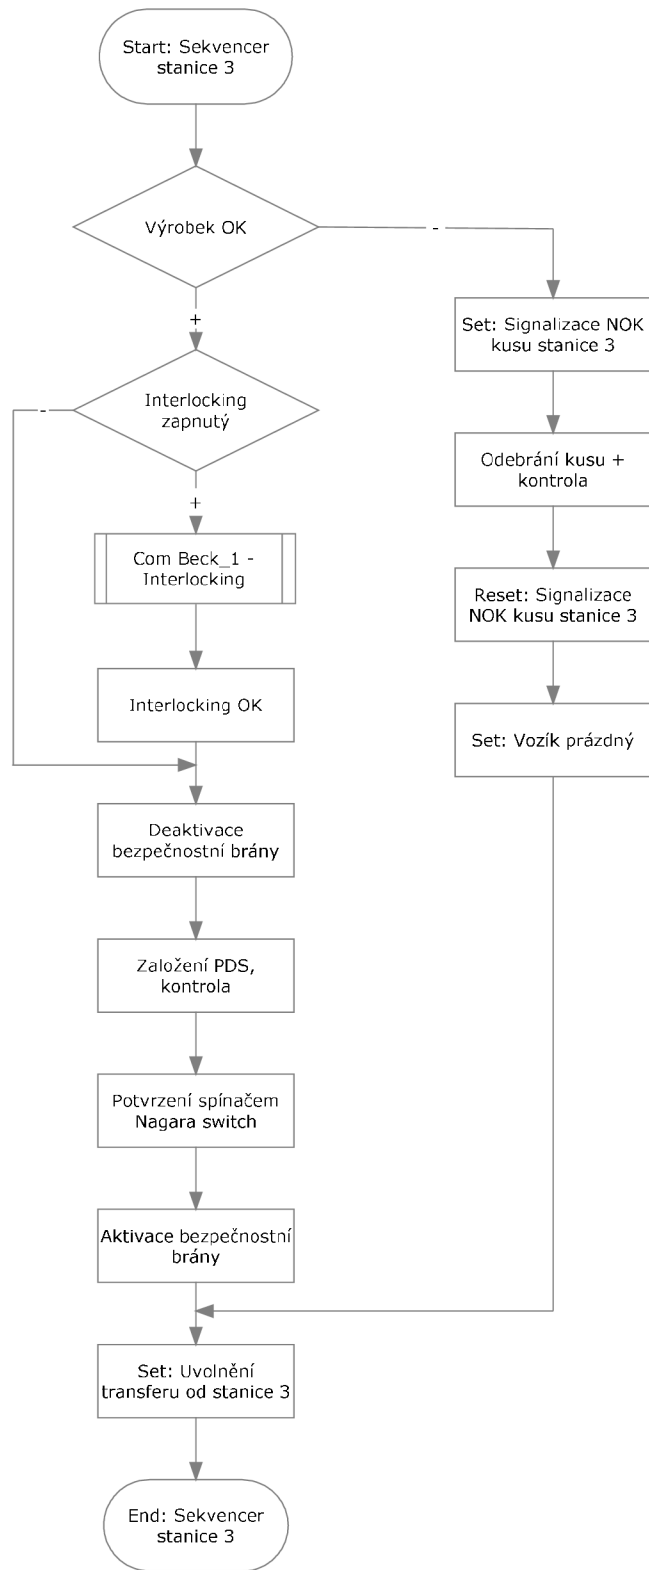 Start: Sekvencer
stanice 3
Výrobek OK
-
+
Set: Signalizace NOK
kusu stanice 3
Interlocking
zapnutý
-
+
Odebrání kusu +
kontrola
Com Beck_1 -
Interlocking
Reset: Signalizace
NOK kusu stanice 3
Interlocking OK
Set: Vozík prázdný
Deaktivace
bezpečnostní brány
Založení PDS,
kontrola
Potvrzení spínačem
Nagara switch
Aktivace bezpečnostní
brány
Set: Uvolnění
transferu od stanice 3
End: Sekvencer
stanice 3